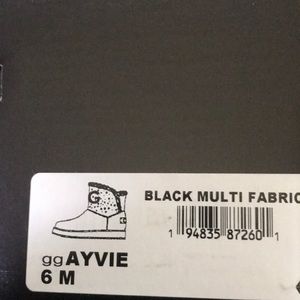 BLACK MULTI FABRIC
G
G
1 94835 87260 1
ggAYVIE
6 M